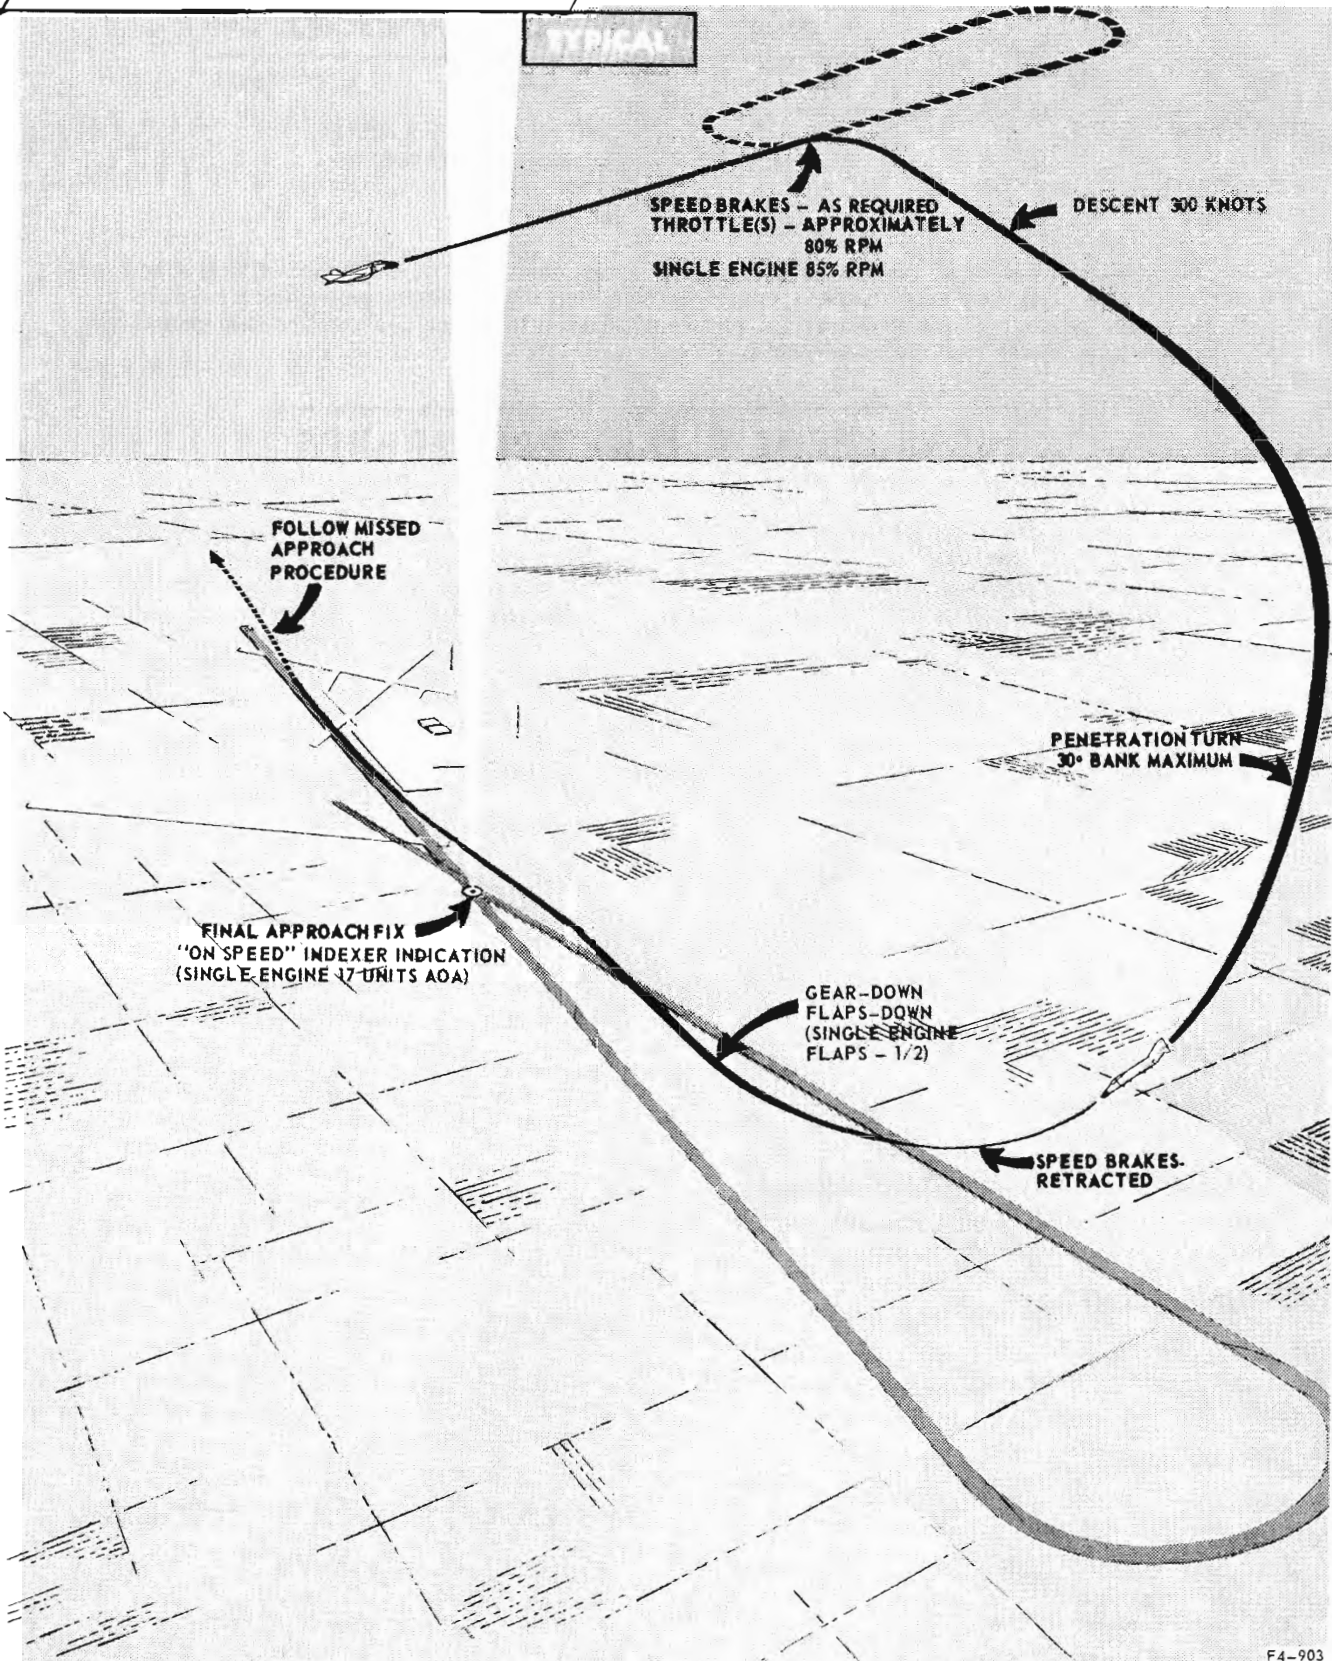 TYPICAL
SPEED BRAKES – AS REQUIRED
THROTTLE(S) – APPROXIMATELY
80% RPM
SINGLE ENGINE 85% RPM
DESCENT 300 KNOTS
FOLLOW MISSED
APPROACH
PROCEDURE
PENETRATION TURN
30° BANK MAXIMUM
FINAL APPROACH FIX
"ON SPEED" INDEXER INDICATION
(SINGLE ENGINE 17 UNITS AOA)
GEAR–DOWN
FLAPS–DOWN
(SINGLE ENGINE
FLAPS – 1/2)
SPEED BRAKES-
RETRACTED
F4–903